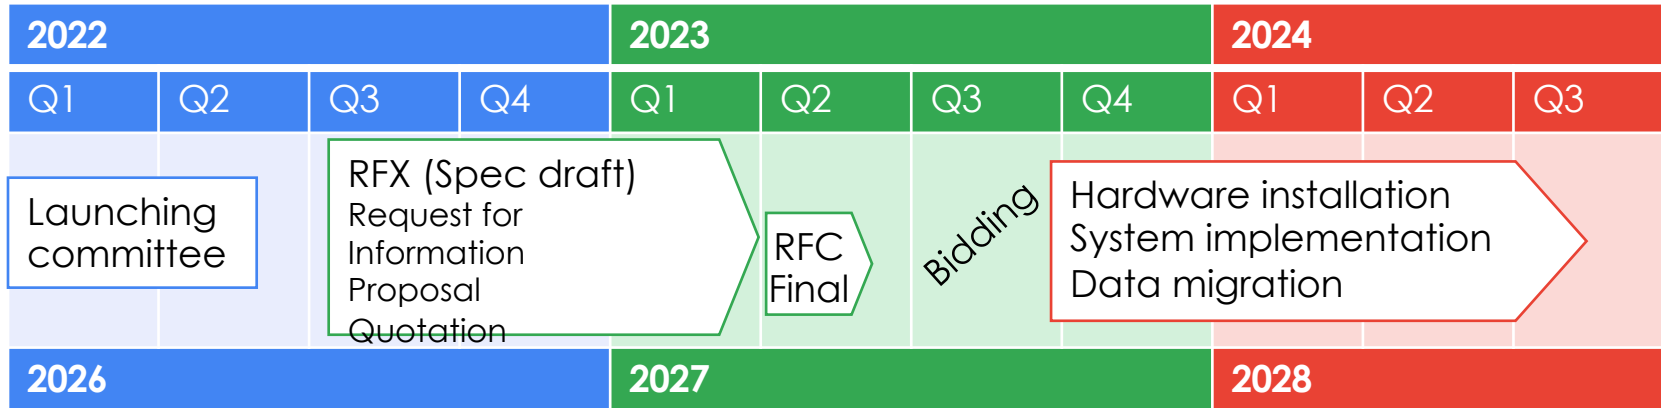 2022 2023 2024
Q1 Q2 Q3 Q4 Q1 Q2 Q3 Q4 Q1 Q2 Q3
Launching
committee
RFX (Spec draft)
Request for
Information
Proposal
Quotation
RFC
Final
Bidding
Hardware installation
System implementation
Data migration
2026 2027 2028